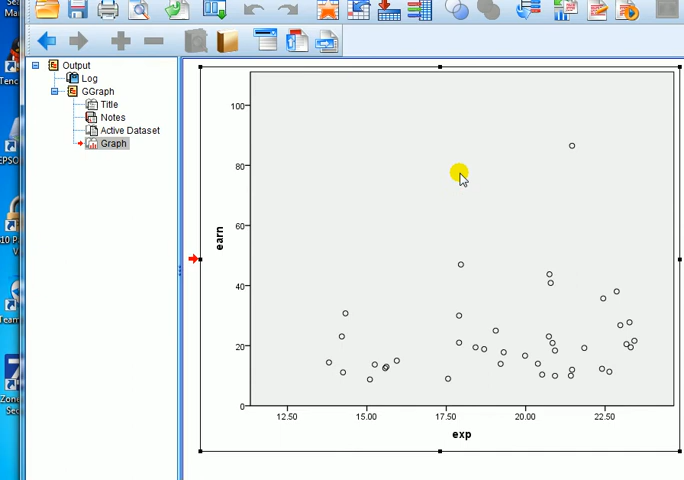 Output
Log
GGraph
Title
Notes
Active Dataset
Graph
100
80
60
40
20
0
earn
12.50 15.00 17.50 20.00 22.50
exp